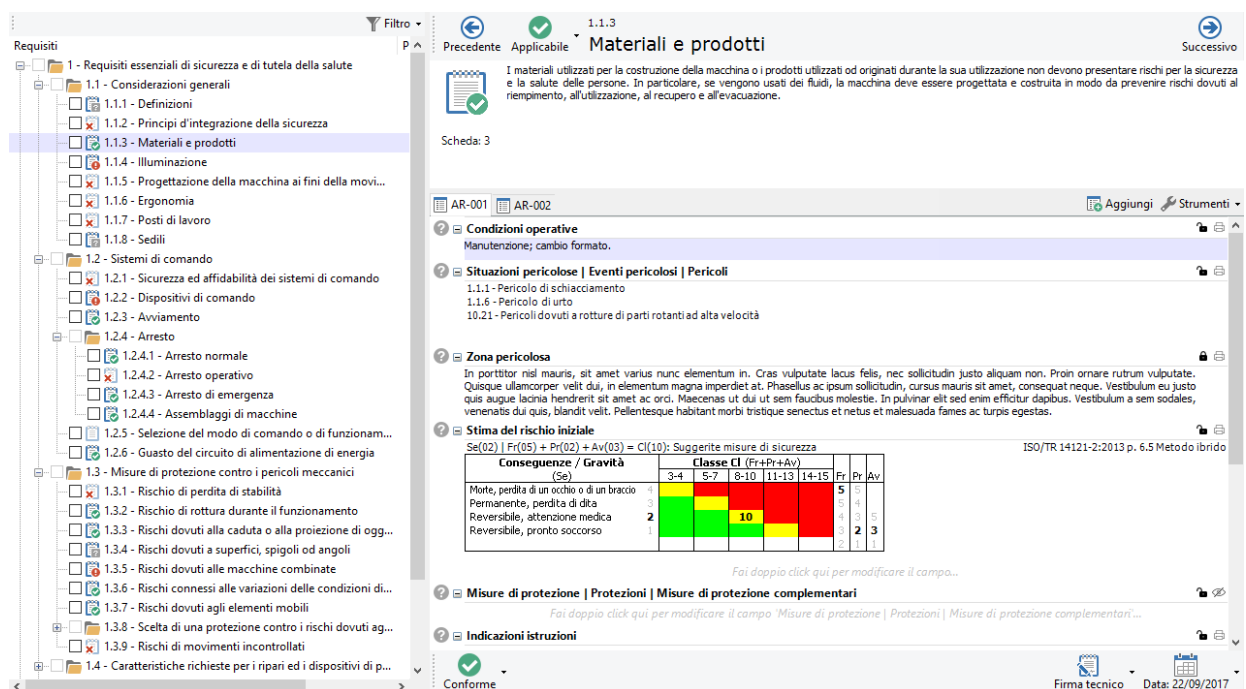 Filtro
Requisiti P
1 - Requisiti essenziali di sicurezza e di tutela della salute
1.1 - Considerazioni generali
1.1.1 - Definizioni
1.1.2 - Principi d'integrazione della sicurezza
1.1.3 - Materiali e prodotti
1.1.4 - Illuminazione
1.1.5 - Progettazione della macchina ai fini della movi...
1.1.6 - Ergonomia
1.1.7 - Posti di lavoro
1.1.8 - Sedili
1.2 - Sistemi di comando
1.2.1 - Sicurezza ed affidabilità dei sistemi di comando
1.2.2 - Dispositivi di comando
1.2.3 - Avviamento
1.2.4 - Arresto
1.2.4.1 - Arresto normale
1.2.4.2 - Arresto operativo
1.2.4.3 - Arresto di emergenza
1.2.4.4 - Assemblaggi di macchine
1.2.5 - Selezione del modo di comando o di funzionam...
1.2.6 - Guasto del circuito di alimentazione di energia
1.3 - Misure di protezione contro i pericoli meccanici
1.3.1 - Rischio di perdita di stabilità
1.3.2 - Rischio di rottura durante il funzionamento
1.3.3 - Rischi dovuti alla caduta o alla proiezione di ogg...
1.3.4 - Rischi dovuti a superfici, spigoli od angoli
1.3.5 - Rischi dovuti alle macchine combinate
1.3.6 - Rischi connessi alle variazioni delle condizioni di...
1.3.7 - Rischi dovuti agli elementi mobili
1.3.8 - Scelta di una protezione contro i rischi dovuti ag...
1.3.9 - Rischi di movimenti incontrollati
1.4 - Caratteristiche richieste per i ripari ed i dispositivi di p...
Precedente
Applicabile
1.1.3
Materiali e prodotti
Successivo
I materiali utilizzati per la costruzione della macchina o i prodotti utilizzati od originati durante la sua utilizzazione non devono presentare rischi per la sicurezza
e la salute delle persone. In particolare, se vengono usati dei fluidi, la macchina deve essere progettata e costruita in modo da prevenire rischi dovuti al
riempimento, all'utilizzazione, al recupero e all'evacuazione.
Scheda: 3
AR-001 AR-002 Aggiungi Strumenti
Condizioni operative
Manutenzione; cambio formato.
Situazioni pericolose | Eventi pericolosi | Pericoli
1.1.1 - Pericolo di schiacciamento
1.1.6 - Pericolo di urto
10.21 - Pericoli dovuti a rotture di parti rotanti ad alta velocità
Zona pericolosa
In porttitor nisl mauris, sit amet varius nunc elementum in. Cras vulputate lacus felis, nec sollicitudin justo aliquam non. Proin ornare rutrum vulputate.
Quisque ullamcorper velit dui, in elementum magna imperdiet at. Phasellus ac ipsum sollicitudin, cursus mauris sit amet, consequat neque. Vestibulum eu justo
quis augue lacinia hendrerit sit amet ac orci. Maecenas ut dui ut sem faucibus molestie. In pulvinar elit sed enim efficitur dapibus. Vestibulum a sem sodales,
venenatis dui quis, blandit velit. Pellentesque habitant morbi tristique senectus et netus et malesuada fames ac turpis egestas.
Stima del rischio iniziale
Se(02) | Fr(05) + Pr(02) + Av(03) = Cl(10): Suggerite misure di sicurezza ISO/TR 14121-2:2013 p. 6.5 Metodo ibrido
Conseguenze / Gravità Classe Cl (Fr+Pr+Av)
(Se) 3-4 5-7 8-10 11-13 14-15 Fr Pr Av
Morte, perdita di un occhio o di un braccio 4 5 5
Permanente, perdita di dita 3 5 4
Reversibile, attenzione medica 2 10 4 3 5
Reversibile, pronto soccorso 1 3 2 3
2 1 1
Fai doppio click qui per modificare il campo...
Misure di protezione | Protezioni | Misure di protezione complementari
Fai doppio click qui per modificare il campo 'Misure di protezione | Protezioni | Misure di protezione complementari'...
Indicazioni istruzioni
Conforme
Firma tecnico
Data: 22/09/2017